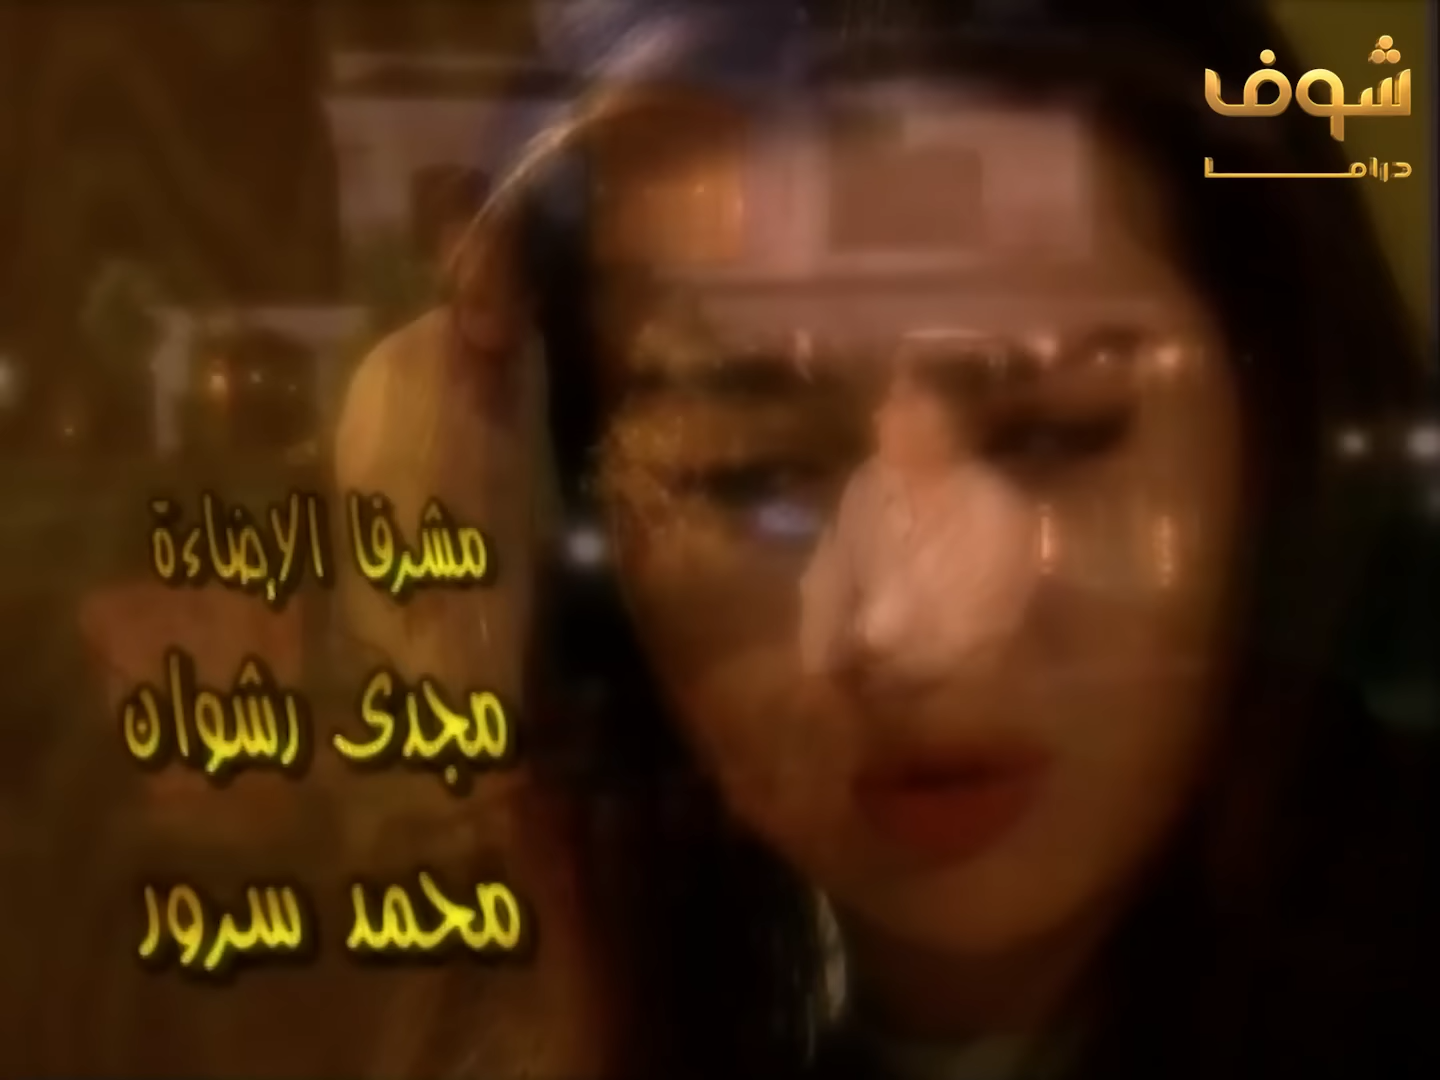 شوف
دراما
مشرفا الإضاءة
مجدى رشوان
محمد سرور